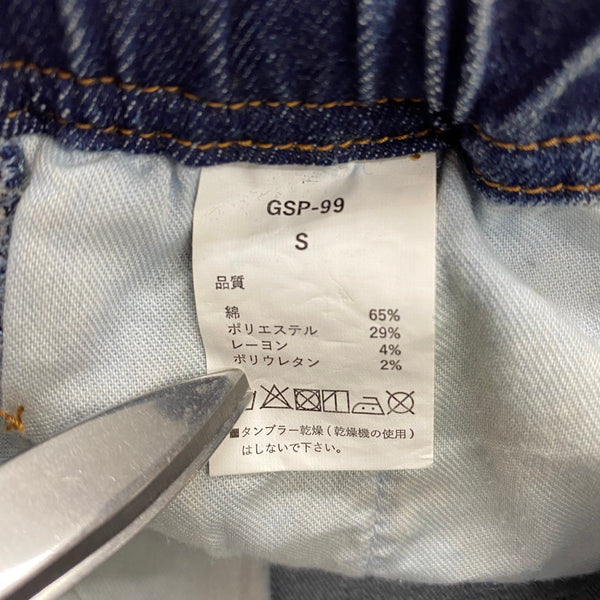 GSP-99
S
品質
綿 65%
ポリエステル 29%
レーヨン 4%
ポリウレタン 2%
■タンブラー乾燥(乾燥機の使用)
はしないで下さい。